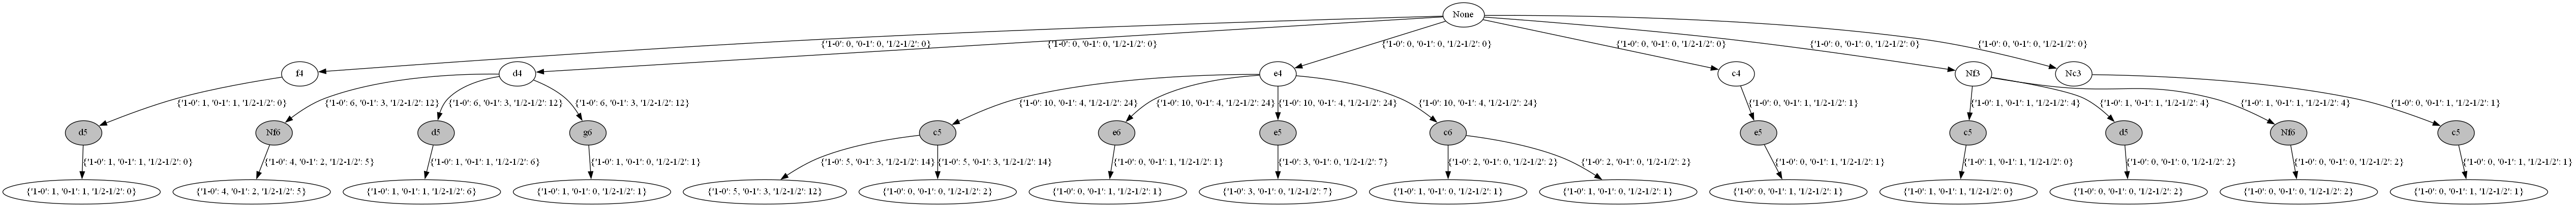 None
{'1-0': 0, '0-1': 0, '1/2-1/2': 0} {'1-0': 0, '0-1': 0, '1/2-1/2': 0} {'1-0': 0, '0-1': 0, '1/2-1/2': 0} {'1-0': 0, '0-1': 0, '1/2-1/2': 0} {'1-0': 0, '0-1': 0, '1/2-1/2': 0} {'1-0': 0, '0-1': 0, '1/2-1/2': 0}
f4 d4 e4 c4 Nf3 Nc3
{'1-0': 1, '0-1': 1, '1/2-1/2': 0} {'1-0': 6, '0-1': 3, '1/2-1/2': 12} {'1-0': 6, '0-1': 3, '1/2-1/2': 12} {'1-0': 6, '0-1': 3, '1/2-1/2': 12} {'1-0': 10, '0-1': 4, '1/2-1/2': 24} {'1-0': 10, '0-1': 4, '1/2-1/2': 24} {'1-0': 10, '0-1': 4, '1/2-1/2': 24} {'1-0': 10, '0-1': 4, '1/2-1/2': 24} {'1-0': 0, '0-1': 1, '1/2-1/2': 1} {'1-0': 1, '0-1': 1, '1/2-1/2': 4} {'1-0': 1, '0-1': 1, '1/2-1/2': 4} {'1-0': 1, '0-1': 1, '1/2-1/2': 4} {'1-0': 0, '0-1': 1, '1/2-1/2': 1}
d5 Nf6 d5 g6 c5 e6 e5 c6 e5 c5 d5 Nf6 c5
{'1-0': 1, '0-1': 1, '1/2-1/2': 0} {'1-0': 4, '0-1': 2, '1/2-1/2': 5} {'1-0': 1, '0-1': 1, '1/2-1/2': 6} {'1-0': 1, '0-1': 0, '1/2-1/2': 1} {'1-0': 5, '0-1': 3, '1/2-1/2': 14} {'1-0': 5, '0-1': 3, '1/2-1/2': 14} {'1-0': 0, '0-1': 1, '1/2-1/2': 1} {'1-0': 3, '0-1': 0, '1/2-1/2': 7} {'1-0': 2, '0-1': 0, '1/2-1/2': 2} {'1-0': 2, '0-1': 0, '1/2-1/2': 2} {'1-0': 0, '0-1': 1, '1/2-1/2': 1} {'1-0': 1, '0-1': 1, '1/2-1/2': 0} {'1-0': 0, '0-1': 0, '1/2-1/2': 2} {'1-0': 0, '0-1': 0, '1/2-1/2': 2} {'1-0': 0, '0-1': 1, '1/2-1/2': 1}
{'1-0': 1, '0-1': 1, '1/2-1/2': 0} {'1-0': 4, '0-1': 2, '1/2-1/2': 5} {'1-0': 1, '0-1': 1, '1/2-1/2': 6} {'1-0': 1, '0-1': 0, '1/2-1/2': 1} {'1-0': 5, '0-1': 3, '1/2-1/2': 12} {'1-0': 0, '0-1': 0, '1/2-1/2': 2} {'1-0': 0, '0-1': 1, '1/2-1/2': 1} {'1-0': 3, '0-1': 0, '1/2-1/2': 7} {'1-0': 1, '0-1': 0, '1/2-1/2': 1} {'1-0': 1, '0-1': 0, '1/2-1/2': 1} {'1-0': 0, '0-1': 1, '1/2-1/2': 1} {'1-0': 1, '0-1': 1, '1/2-1/2': 0} {'1-0': 0, '0-1': 0, '1/2-1/2': 2} {'1-0': 0, '0-1': 0, '1/2-1/2': 2} {'1-0': 0, '0-1': 1, '1/2-1/2': 1}